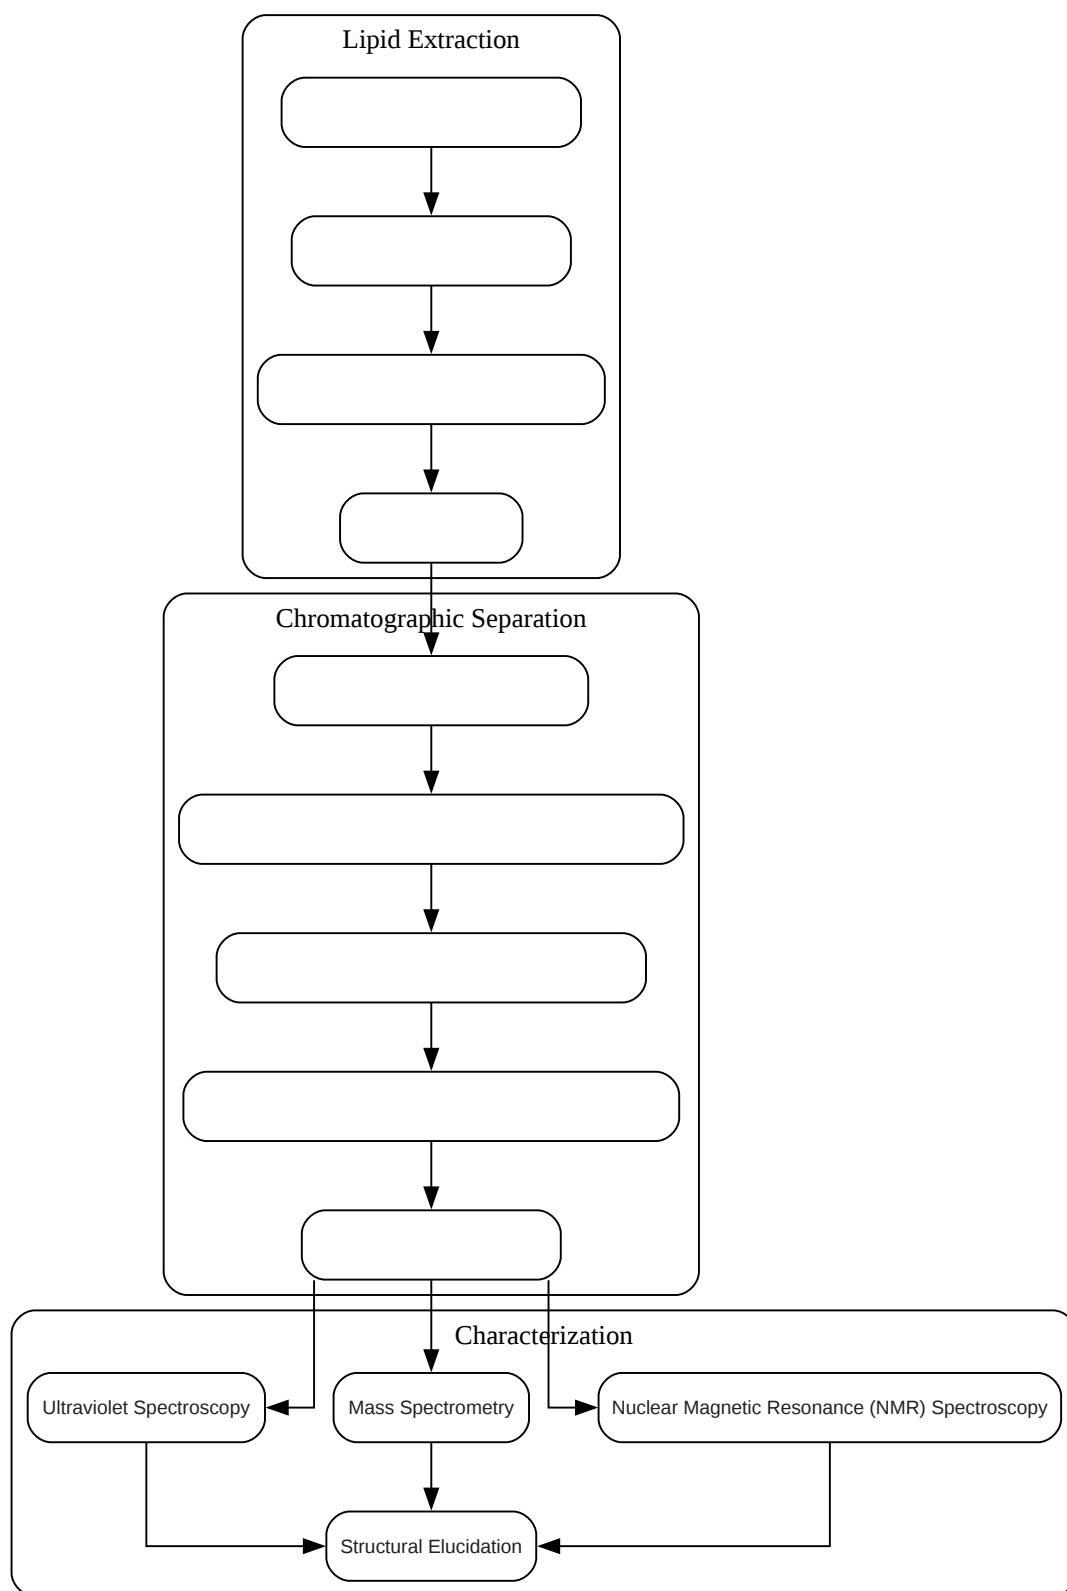 Lipid Extraction
Chromatographic Separation
Characterization
Ultraviolet Spectroscopy
Mass Spectrometry
Nuclear Magnetic Resonance (NMR) Spectroscopy
Structural Elucidation